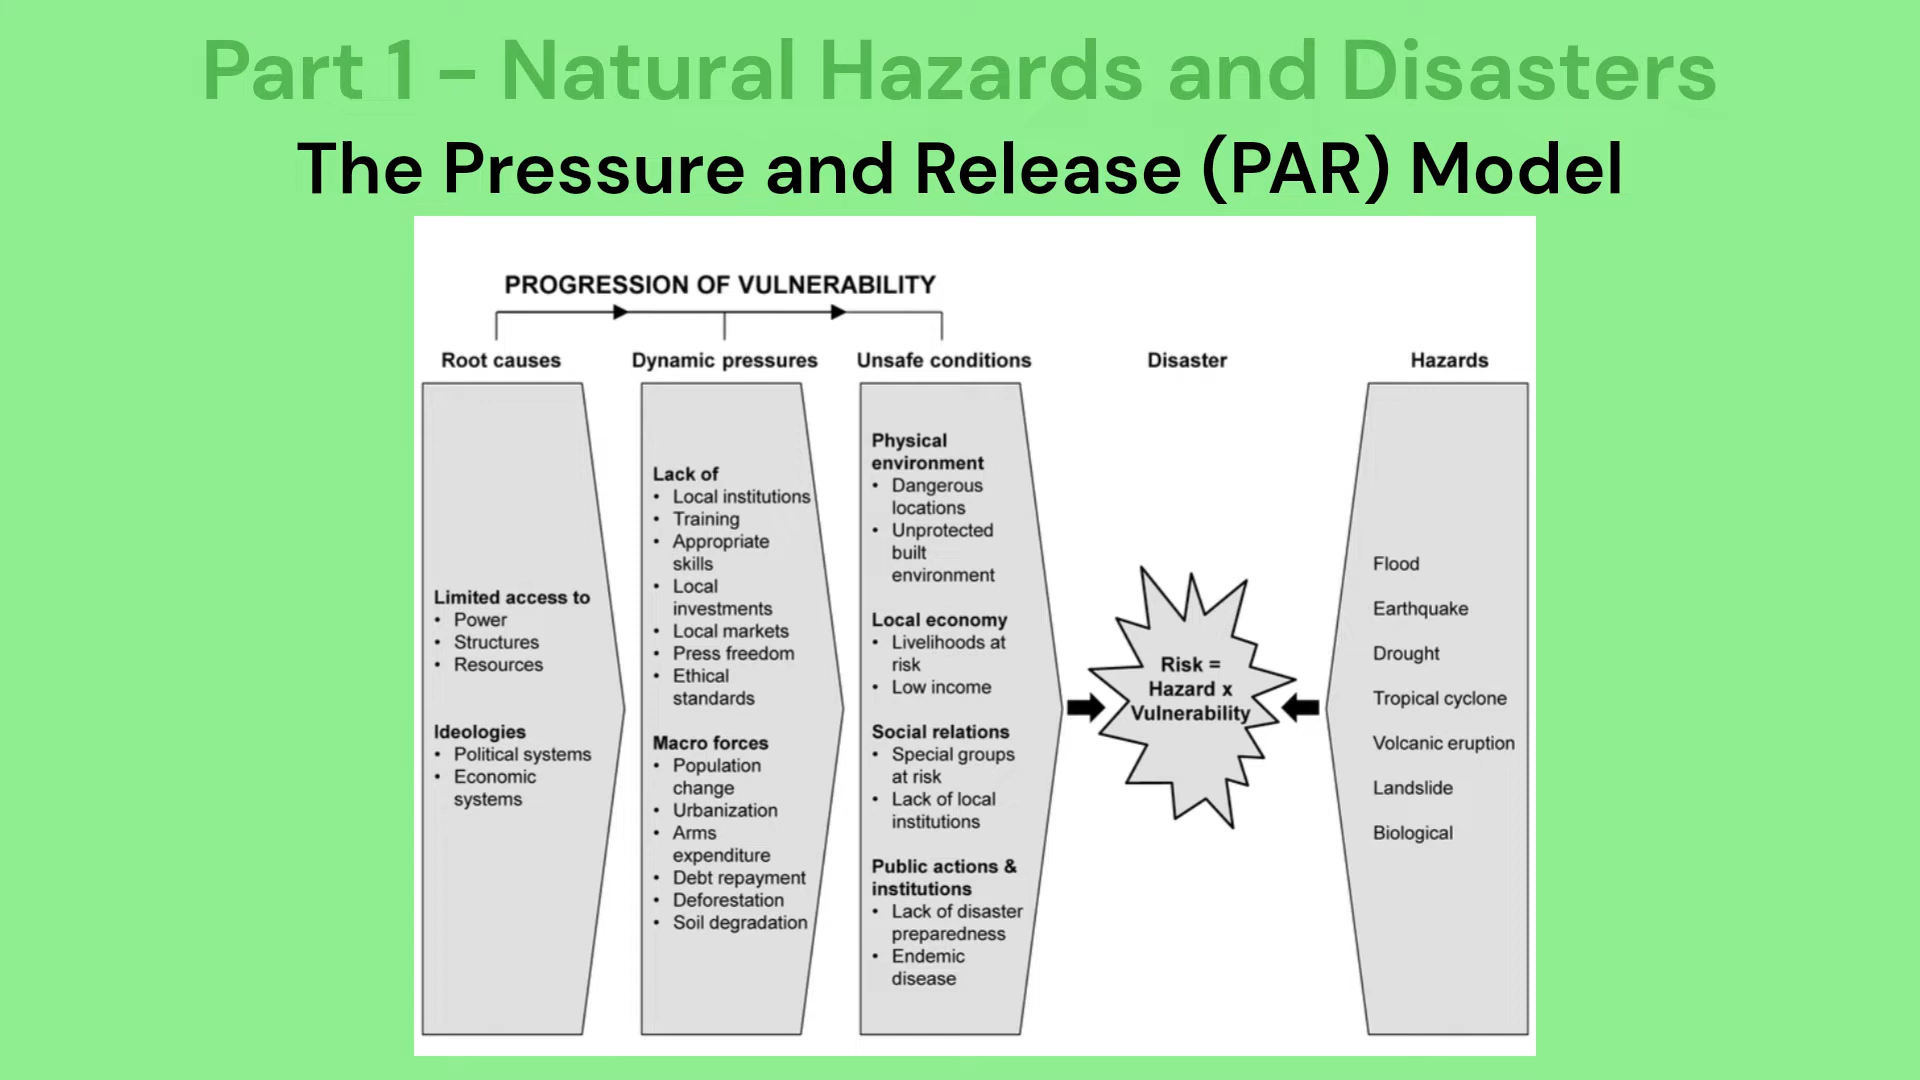 Part 1 - Natural Hazards and Disasters
The Pressure and Release (PAR) Model
PROGRESSION OF VULNERABILITY
Root causes
Limited access to
• Power
• Structures
• Resources
Ideologies
• Political systems
• Economic
systems
Dynamic pressures
Lack of
• Local institutions
• Training
• Appropriate
skills
• Local
investments
• Local markets
• Press freedom
• Ethical
standards
Macro forces
• Population
change
• Urbanization
• Arms
expenditure
• Debt repayment
• Deforestation
• Soil degradation
Unsafe conditions
Physical
environment
• Dangerous
locations
• Unprotected
built
environment
Local economy
• Livelihoods at
risk
• Low income
Social relations
• Special groups
at risk
• Lack of local
institutions
Public actions &
institutions
• Lack of disaster
preparedness
• Endemic
disease
Disaster
Risk =
Hazard x
Vulnerability
Hazards
Flood
Earthquake
Drought
Tropical cyclone
Volcanic eruption
Landslide
Biological